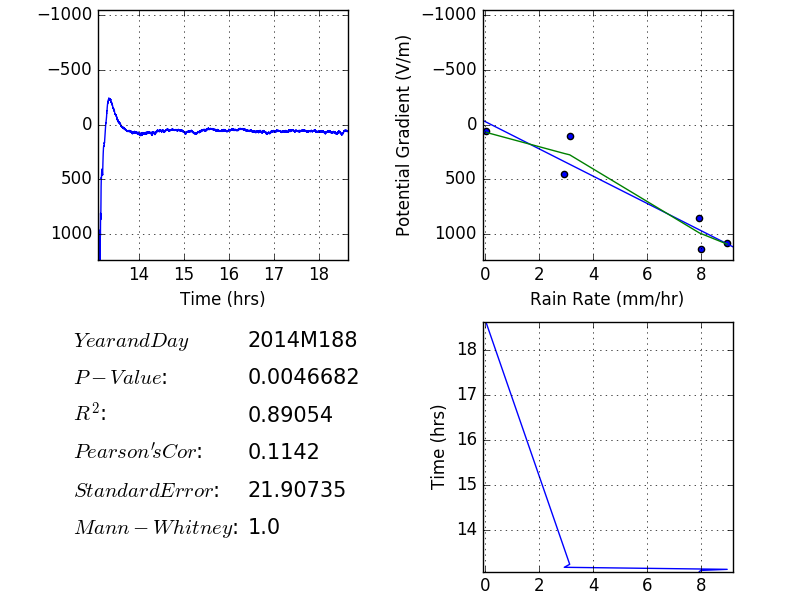 −1000
−500
0
500
1000
14 15 16 17 18
Time (hrs)
Potential Gradient (V/m)
−1000
−500
0
500
1000
0 2 4 6 8
Rain Rate (mm/hr)
YearandDay 2014M188
P−Value: 0.0046682
R²: 0.89054
Pearson'sCor: 0.1142
StandardError: 21.90735
Mann−Whitney: 1.0
Time (hrs)
18
17
16
15
14
0 2 4 6 8